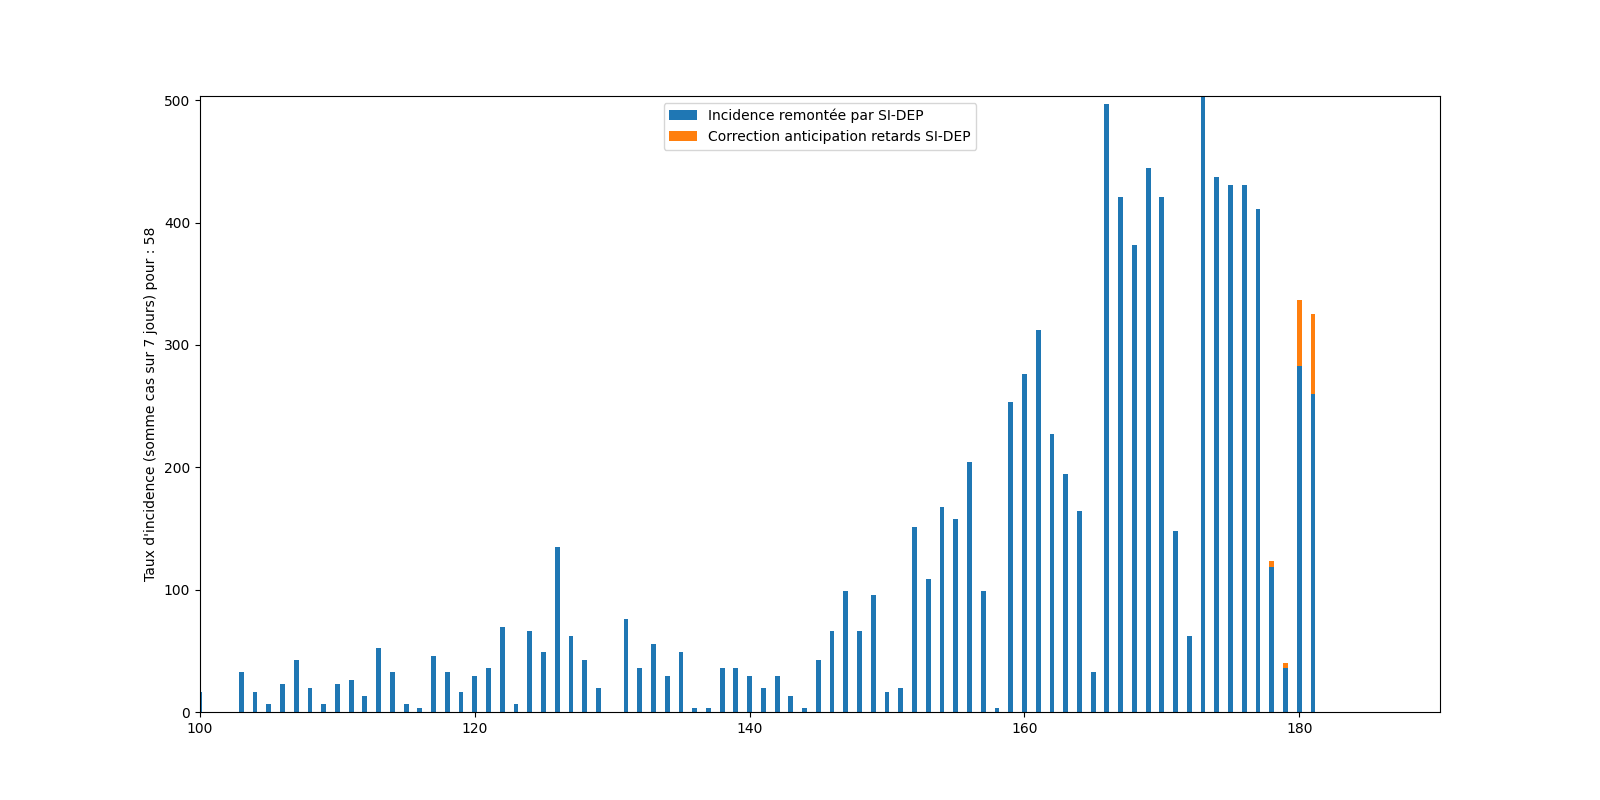 500
400
300
200
100
0
Taux d'incidence (somme cas sur 7 jours) pour : 58
Incidence remontée par SI-DEP
Correction anticipation retards SI-DEP
100 120 140 160 180